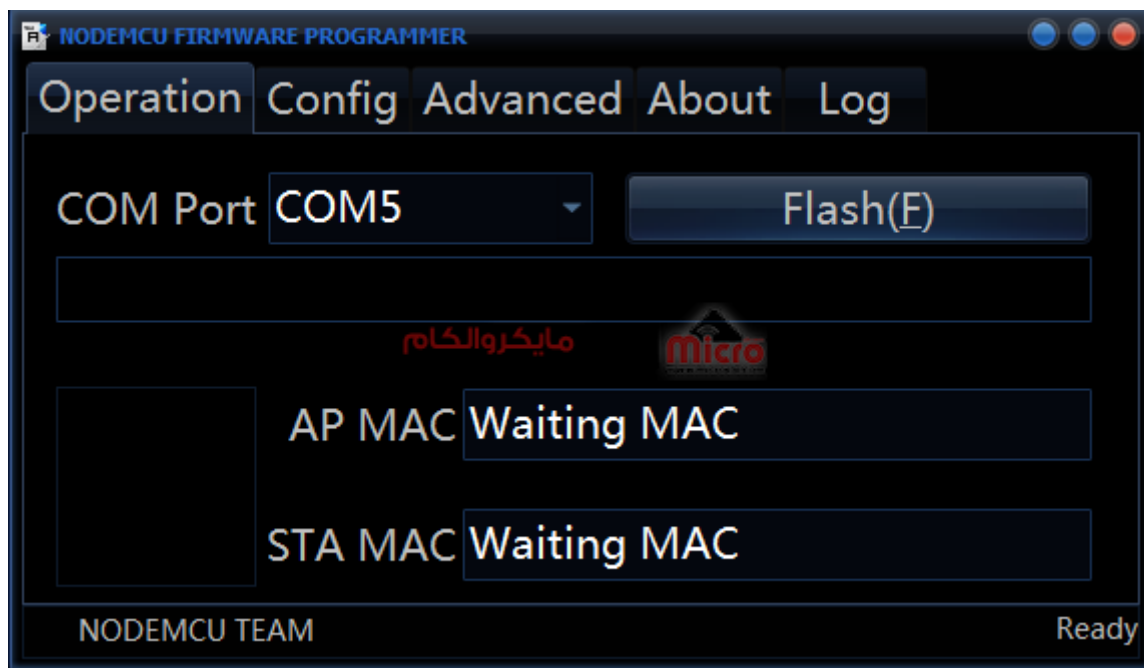 NODEMCU FIRMWARE PROGRAMMER
Operation Config Advanced About Log
COM Port COM5 Flash(F)
مایکروالکام Micro
AP MAC Waiting MAC
STA MAC Waiting MAC
NODEMCU TEAM Ready